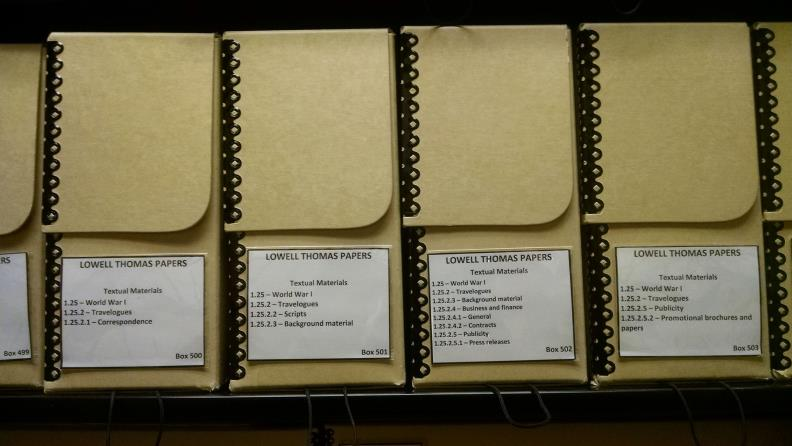 RS
Box 499
LOWELL THOMAS PAPERS
Textual Materials
1.25 – World War I
1.25.2 – Travelogues
1.25.2.1 – Correspondence
Box 500
LOWELL THOMAS PAPERS
Textual Materials
1.25 – World War I
1.25.2 – Travelogues
1.25.2.2 – Scripts
1.25.2.3 – Background material
Box 501
LOWELL THOMAS PAPERS
Textual Materials
1.25 – World War I
1.25.2 – Travelogues
1.25.2.3 – Background material
1.25.2.4 – Business and finance
1.25.2.4.1 – General
1.25.2.4.2 – Contracts
1.25.2.5 – Publicity
1.25.2.5.1 – Press releases
Box 502
LOWELL THOMAS PAPERS
Textual Materials
1.25 – World War I
1.25.2 – Travelogues
1.25.2.5 – Publicity
1.25.2.5.2 – Promotional brochures and
papers
Box 503